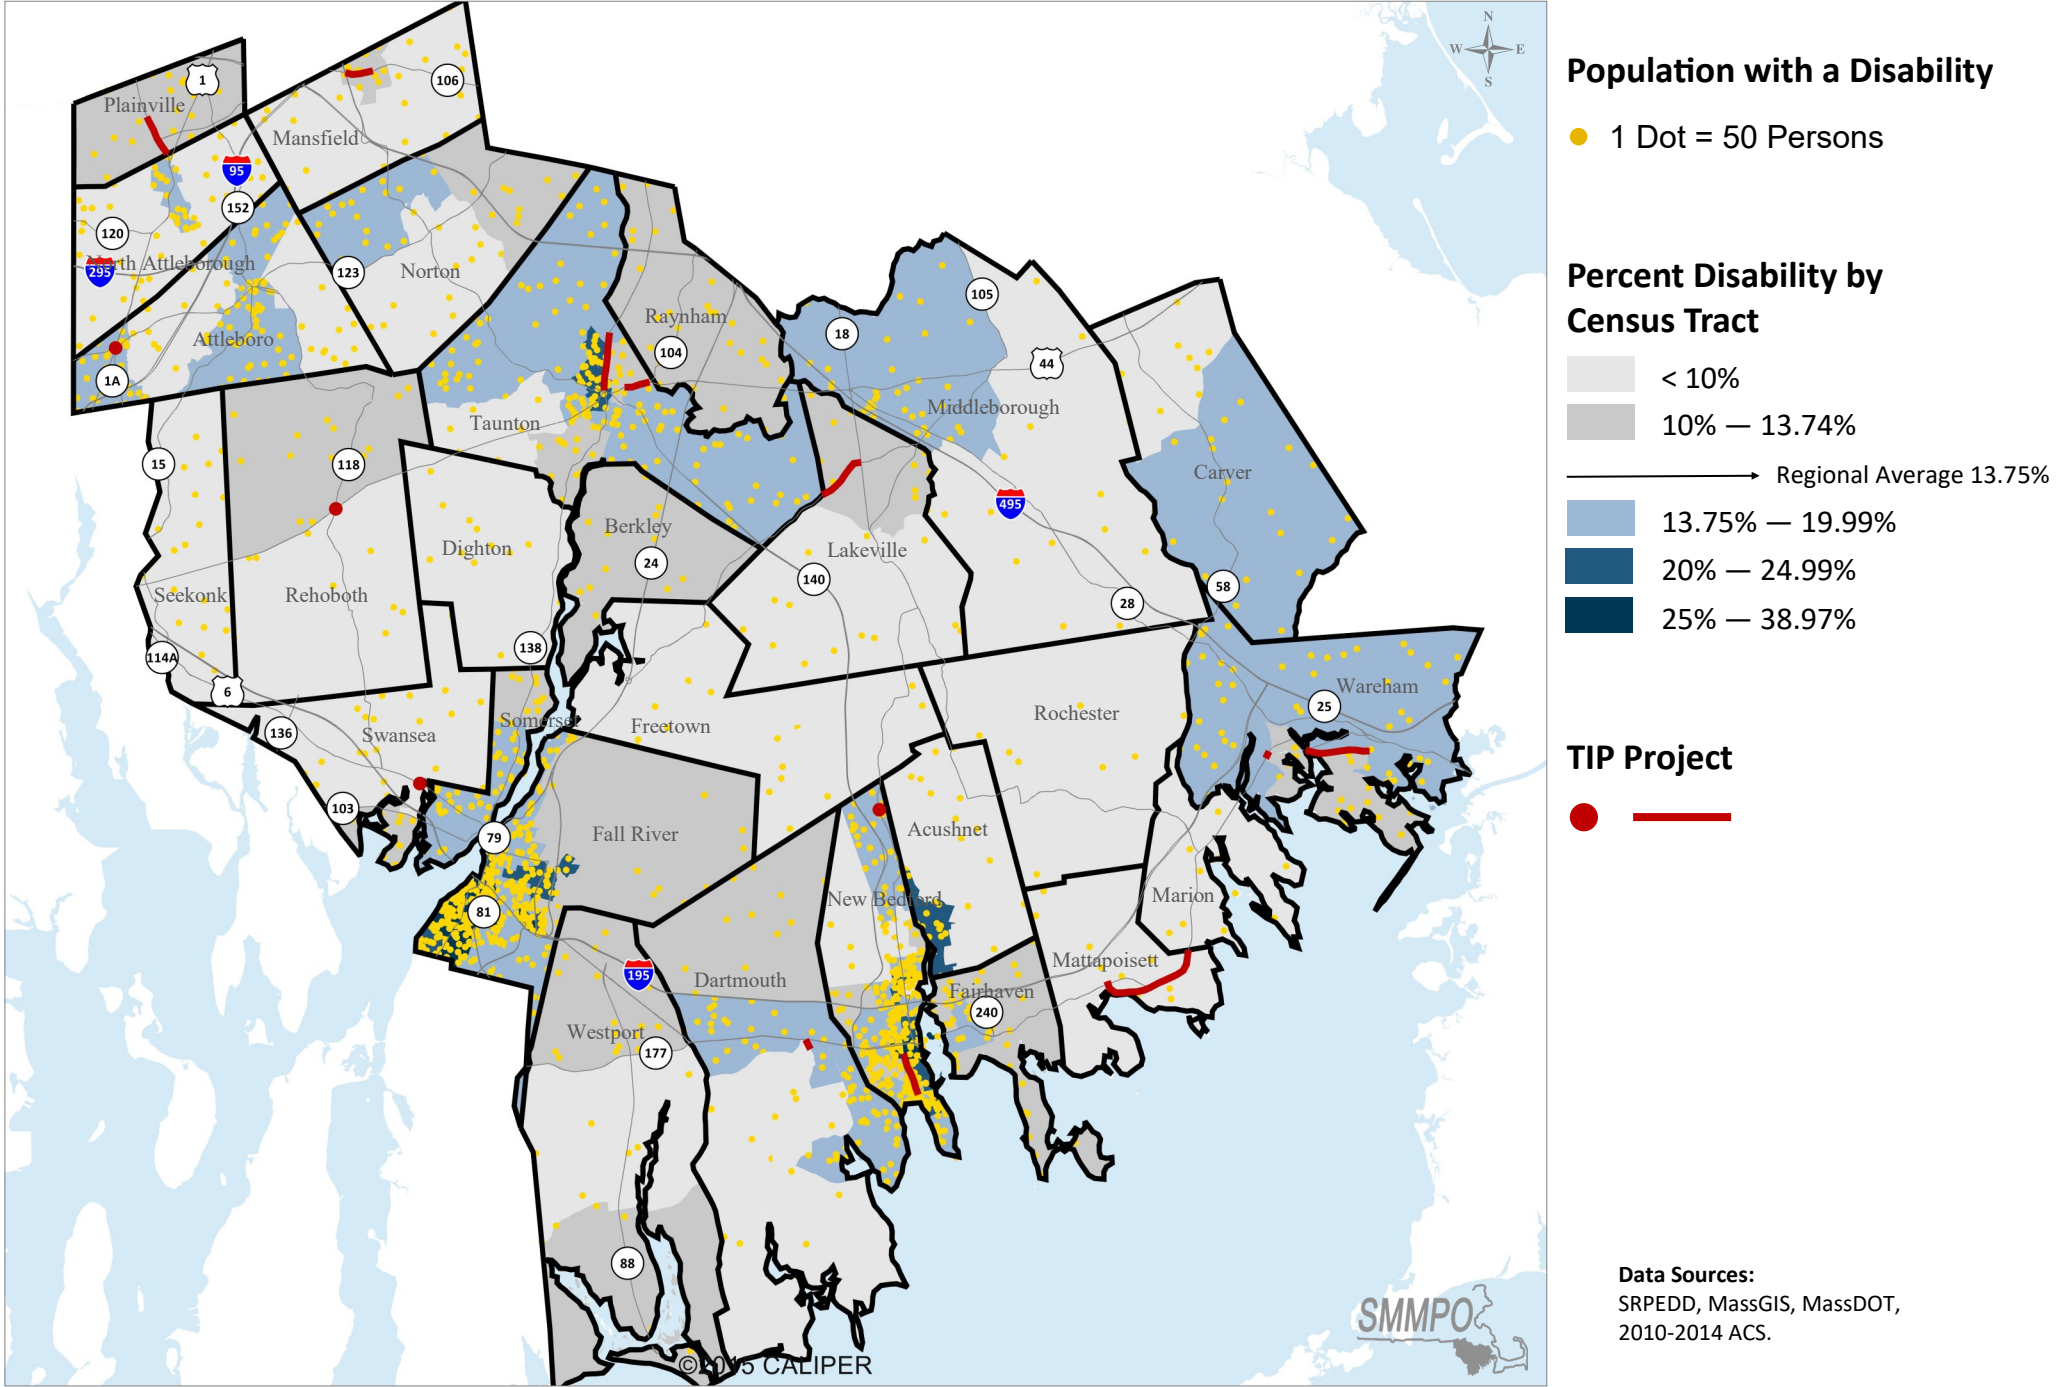 N
W E
S
1
106
Plainville
Mansfield
95
152
120
North Attleborough
295
123
Norton
105
Raynham
18
Attleboro
104
44
1A
Middleborough
Taunton
15
118
Carver
495
Berkley
Dighton
Lakeville
24
140
58
Seekonk
Rehoboth
28
138
114A
6
Wareham
25
Rochester
Somerset
Freetown
136
Swansea
103
79
Fall River
Acushnet
New Bedford
Marion
81
Mattapoisett
195
Dartmouth
Fairhaven
240
Westport
177
88
©2015 CALIPER
SMMPO
Population with a Disability
1 Dot = 50 Persons
Percent Disability by
Census Tract
< 10%
10% — 13.74%
Regional Average 13.75%
13.75% — 19.99%
20% — 24.99%
25% — 38.97%
TIP Project
Data Sources:
SRPEDD, MassGIS, MassDOT,
2010-2014 ACS.